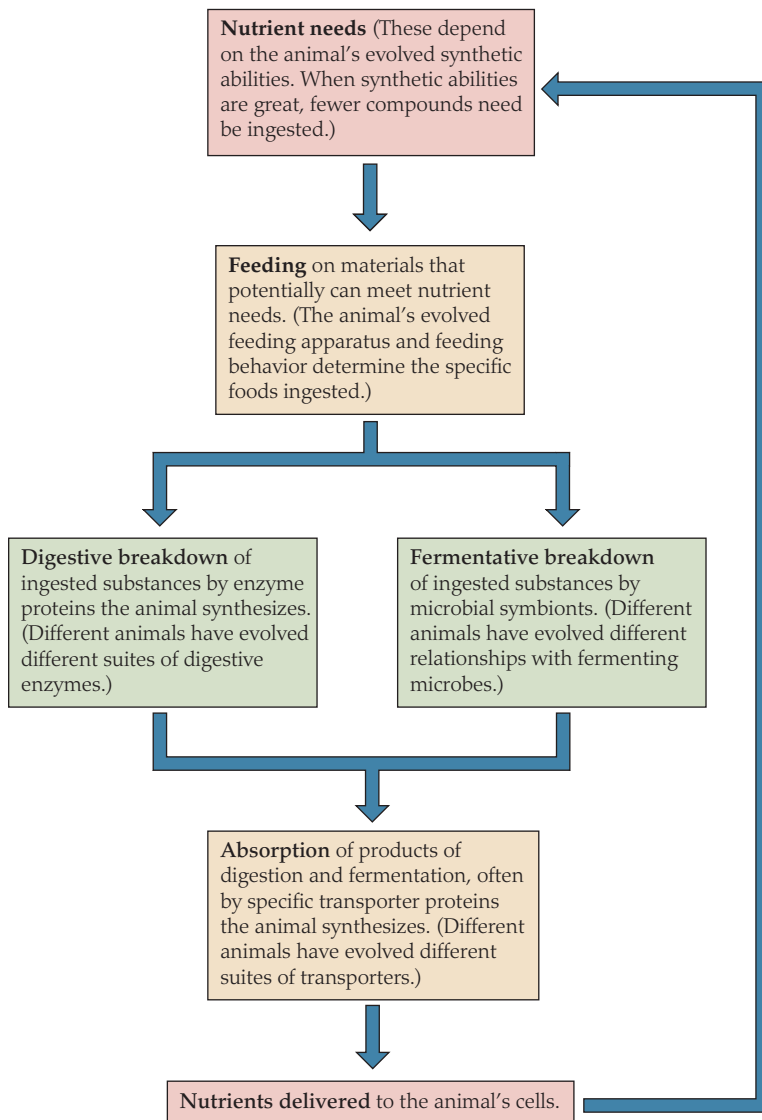 Nutrient needs (These depend
on the animal’s evolved synthetic
abilities. When synthetic abilities
are great, fewer compounds need
be ingested.)
Feeding on materials that
potentially can meet nutrient
needs. (The animal’s evolved
feeding apparatus and feeding
behavior determine the specific
foods ingested.)
Digestive breakdown of
ingested substances by enzyme
proteins the animal synthesizes.
(Different animals have evolved
different suites of digestive
enzymes.)
Fermentative breakdown
of ingested substances by
microbial symbionts. (Different
animals have evolved different
relationships with fermenting
microbes.)
Absorption of products of
digestion and fermentation, often
by specific transporter proteins
the animal synthesizes. (Different
animals have evolved different
suites of transporters.)
Nutrients delivered to the animal’s cells.